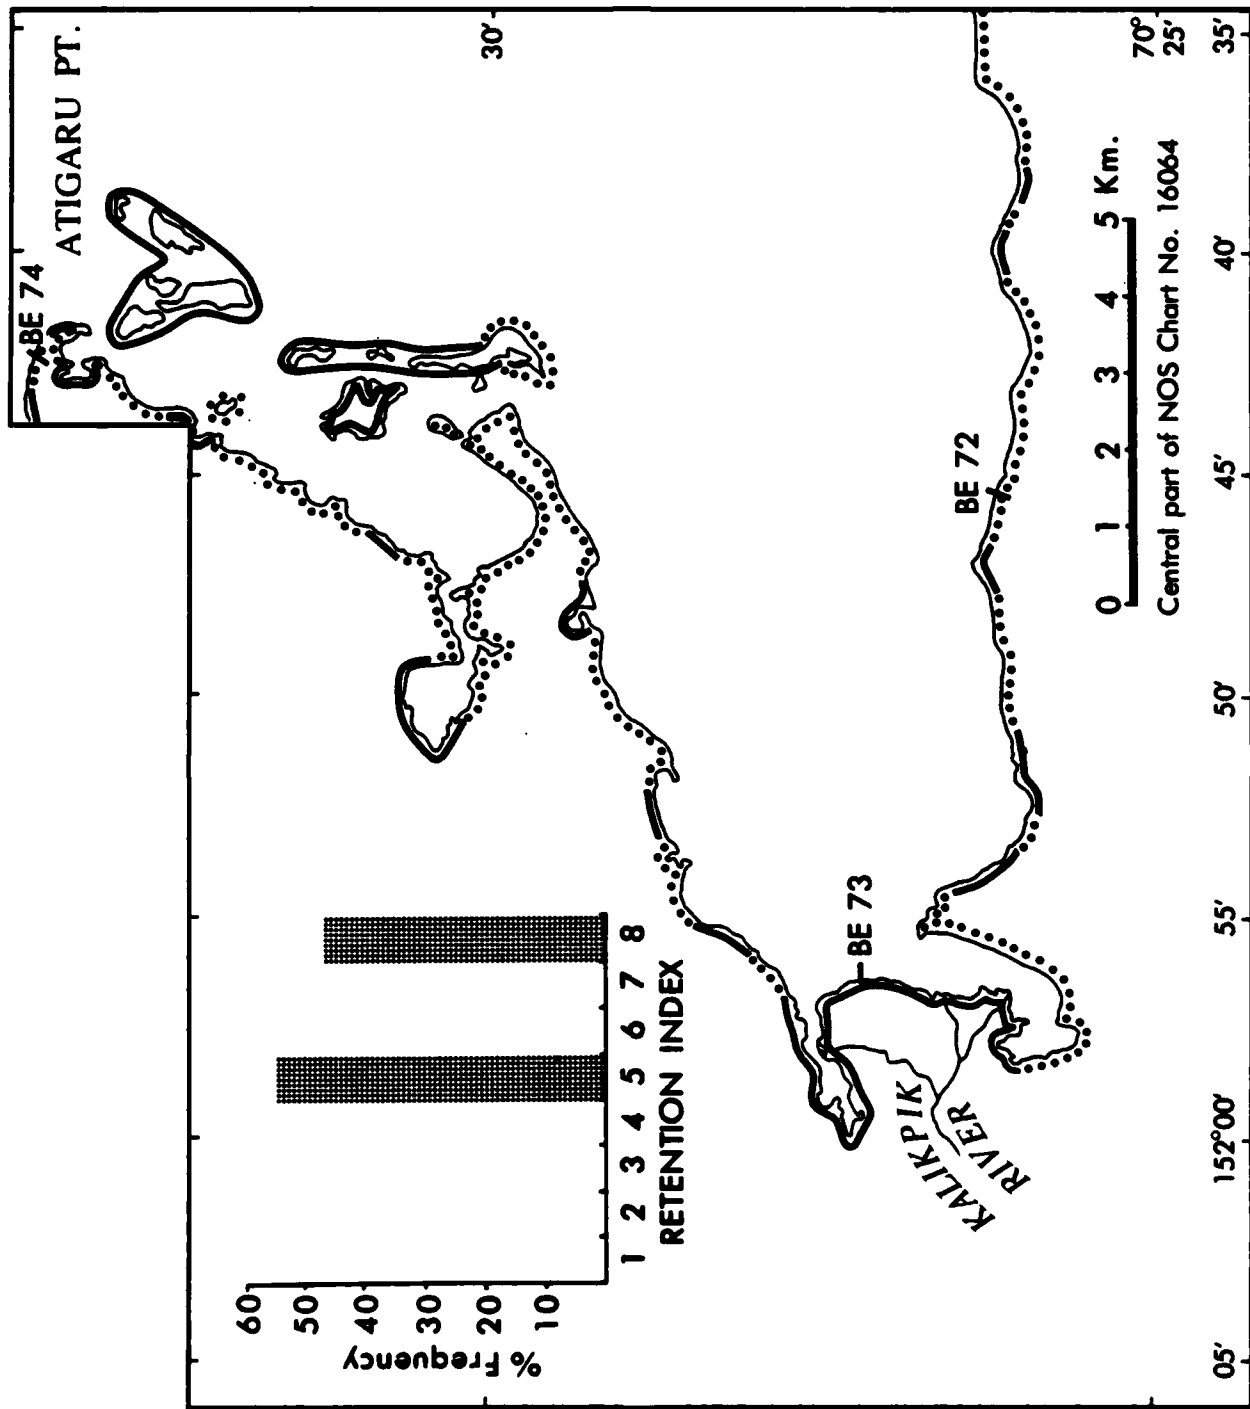 ATIGARU PT.
BE 74
30'
70°
25'
35'
40'
45'
50'
55'
152°00'
05'
BE 72
BE 73
KALIKPIK
RIVER
0 1 2 3 4 5 Km.
Central part of NOS Chart No. 16064
% Frequency
60
50
40
30
20
10
1 2 3 4 5 6 7 8
RETENTION INDEX